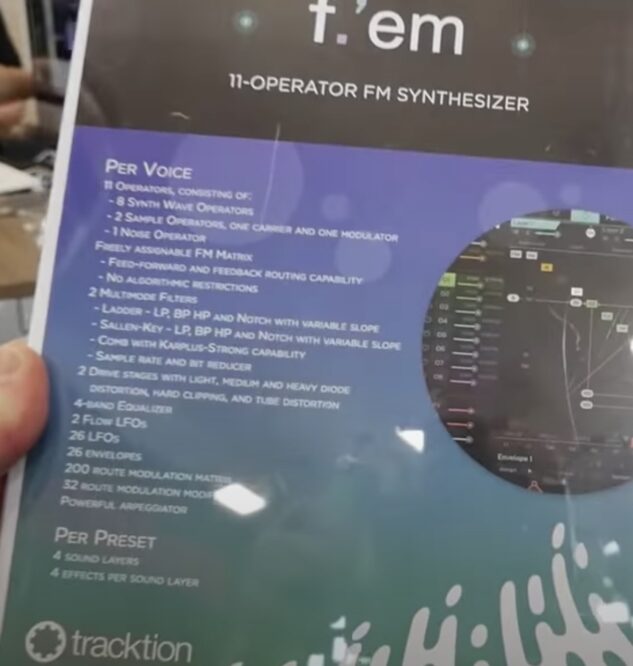 f.'em
11-OPERATOR FM SYNTHESIZER
PER VOICE
11 OPERATORS, CONSISTING OF:
- 8 SYNTH WAVE OPERATORS
- 2 SAMPLE OPERATORS, ONE CARRIER AND ONE MODULATOR
- 1 NOISE OPERATOR
FREELY ASSIGNABLE FM MATRIX
- FEED-FORWARD AND FEEDBACK ROUTING CAPABILITY
- NO ALGORITHMIC RESTRICTIONS
2 MULTIMODE FILTERS
- LADDER - LP, BP HP AND NOTCH WITH VARIABLE SLOPE
- SALLEN-KEY - LP, BP HP AND NOTCH WITH VARIABLE SLOPE
- COMB WITH KARPLUS-STRONG CAPABILITY
- SAMPLE RATE AND BIT REDUCER
2 DRIVE STAGES WITH LIGHT, MEDIUM AND HEAVY DIODE
DISTORTION, HARD CLIPPING, AND TUBE DISTORTION
4-BAND EQUALIZER
2 FLOW LFOS
26 LFOS
26 ENVELOPES
200 ROUTE MODULATION
32 ROUTE MODULATION
POWERFUL ARPEGGIATOR
PER PRESET
4 SOUND LAYERS
4 EFFECTS PER SOUND LAYER
Envelope 1
tracktion